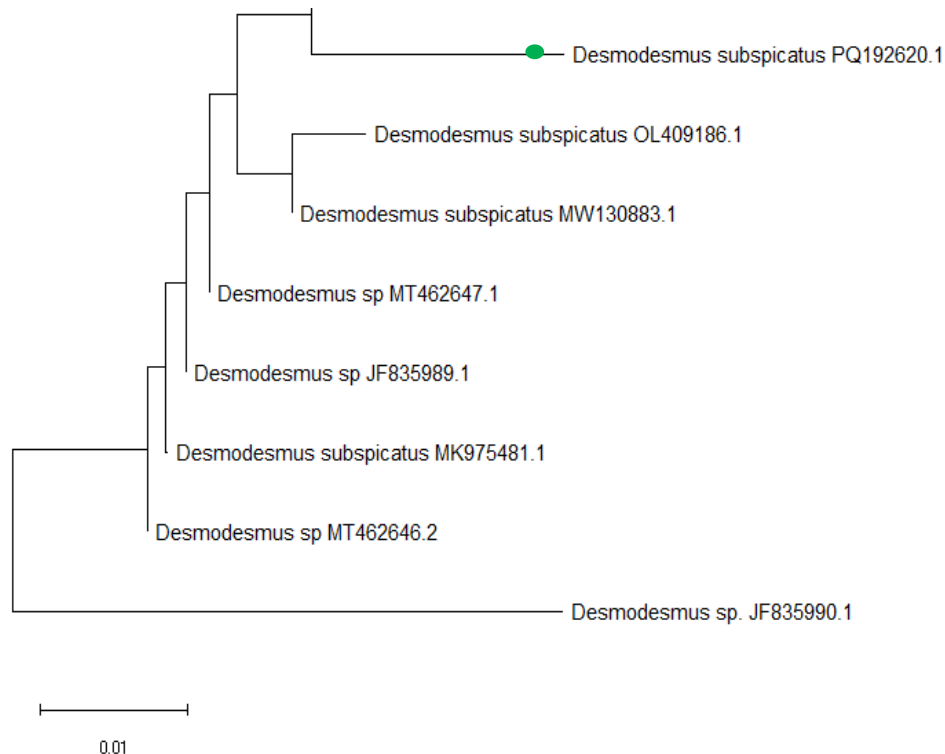 Desmodesmus subspicatus PQ192620.1
Desmodesmus subspicatus OL409186.1
Desmodesmus subspicatus MW130883.1
Desmodesmus sp MT462647.1
Desmodesmus sp JF835989.1
Desmodesmus subspicatus MK975481.1
Desmodesmus sp MT462646.2
Desmodesmus sp. JF835990.1
0.01